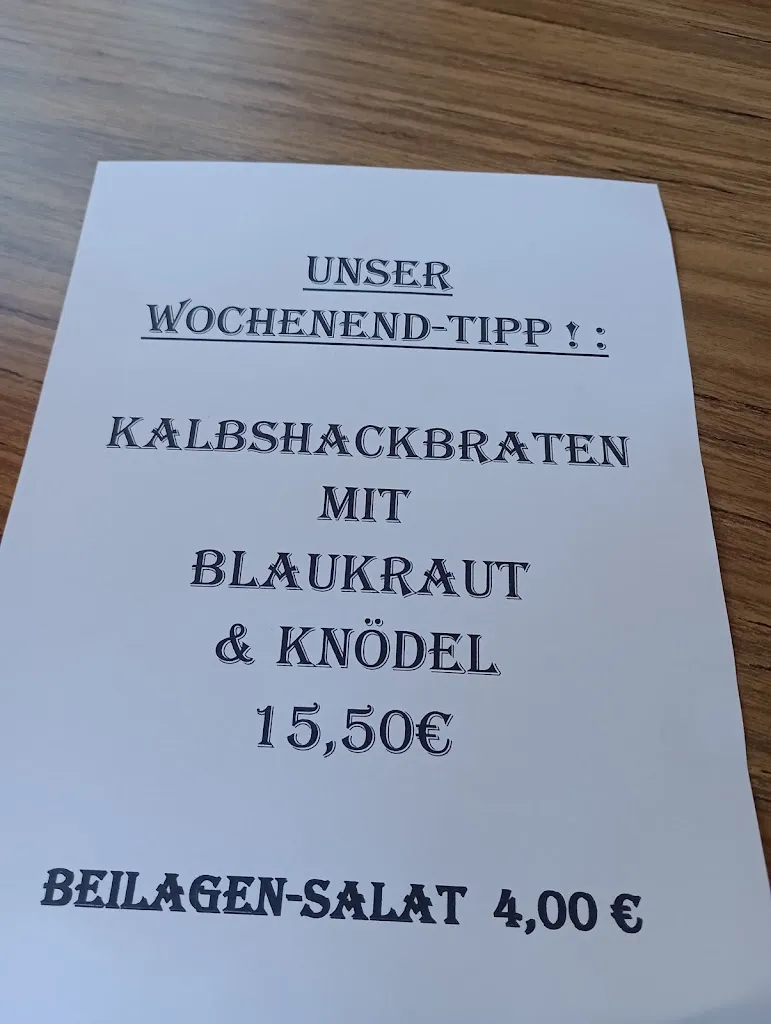 UNSER
WOCHENEND-TIPP ! :
KALBSHACKBRATEN
MIT
BLAUKRAUT
& KNÖDEL
15,50€
BEILAGEN-SALAT 4,00 €